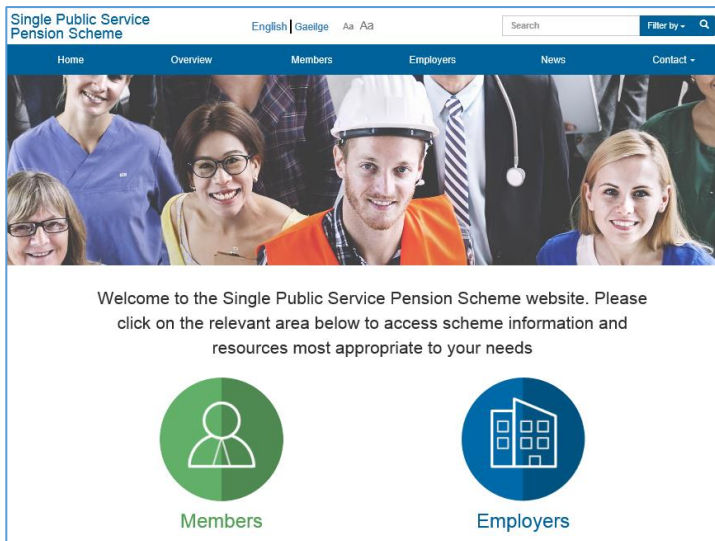 Single Public Service
Pension Scheme
English Gaeilge Aa Aa
Search Filter by
Home Overview Members Employers News Contact
Welcome to the Single Public Service Pension Scheme website. Please
click on the relevant area below to access scheme information and
resources most appropriate to your needs
Members Employers